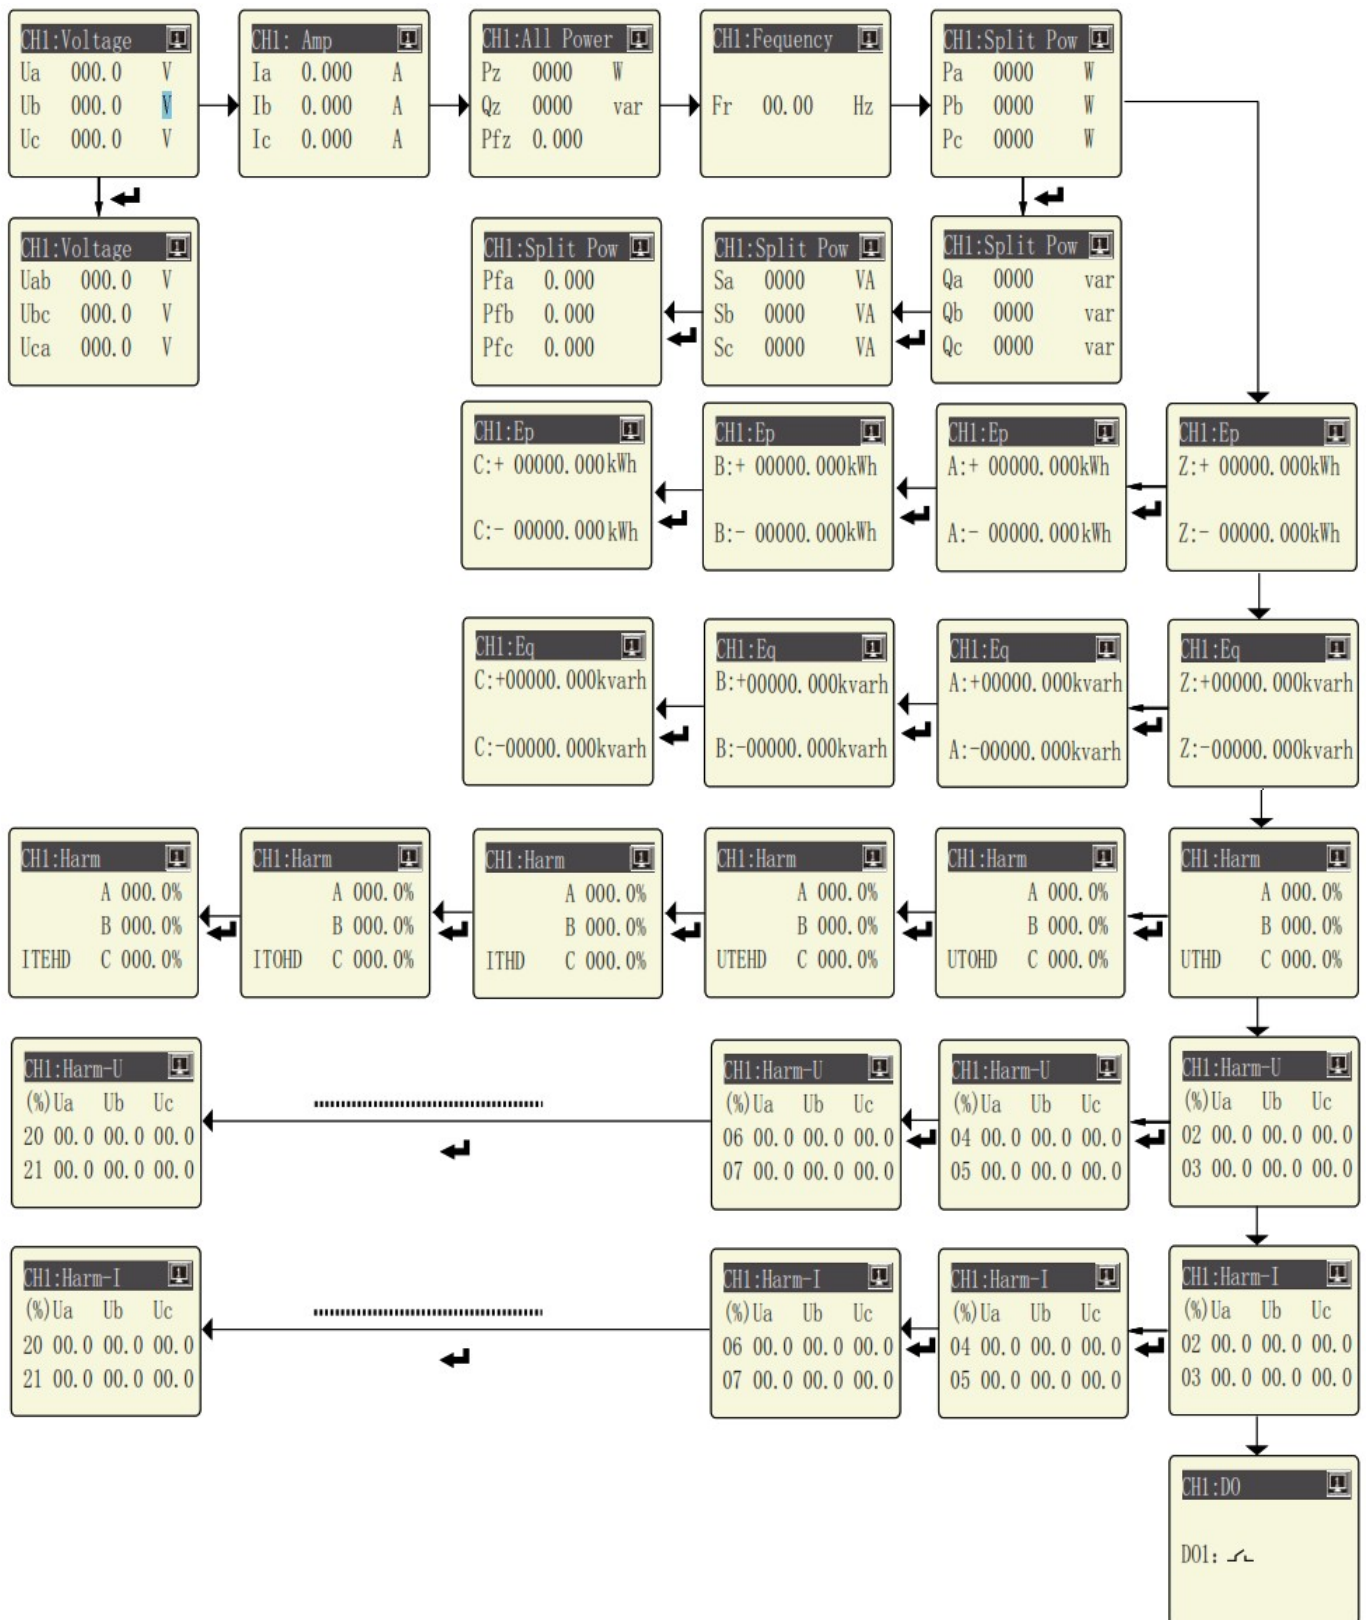 CH1:Voltage
Ua 000.0 V
Ub 000.0 V
Uc 000.0 V
CH1: Amp
Ia 0.000 A
Ib 0.000 A
Ic 0.000 A
CH1:All Power
Pz 0000 W
Qz 0000 var
Pfz 0.000
CH1:Fequency
Fr 00.00 Hz
CH1:Split Pow
Pa 0000 W
Pb 0000 W
Pc 0000 W
CH1:Voltage
Uab 000.0 V
Ubc 000.0 V
Uca 000.0 V
CH1:Split Pow
Pfa 0.000
Pfb 0.000
Pfc 0.000
CH1:Split Pow
Sa 0000 VA
Sb 0000 VA
Sc 0000 VA
CH1:Split Pow
Qa 0000 var
Qb 0000 var
Qc 0000 var
CH1:Ep
C:+ 00000.000kWh
C:- 00000.000kWh
CH1:Ep
B:+ 00000.000kWh
B:- 00000.000kWh
CH1:Ep
A:+ 00000.000kWh
A:- 00000.000kWh
CH1:Ep
Z:+ 00000.000kWh
Z:- 00000.000kWh
CH1:Eq
C:+00000.000kvarh
C:-00000.000kvarh
CH1:Eq
B:+00000.000kvarh
B:-00000.000kvarh
CH1:Eq
A:+00000.000kvarh
A:-00000.000kvarh
CH1:Eq
Z:+00000.000kvarh
Z:-00000.000kvarh
CH1:Harm
A 000.0%
B 000.0%
ITEHD C 000.0%
CH1:Harm
A 000.0%
B 000.0%
ITOHD C 000.0%
CH1:Harm
A 000.0%
B 000.0%
ITHD C 000.0%
CH1:Harm
A 000.0%
B 000.0%
UTEHD C 000.0%
CH1:Harm
A 000.0%
B 000.0%
UTOHD C 000.0%
CH1:Harm
A 000.0%
B 000.0%
UTHD C 000.0%
CH1:Harm-U
(%)Ua Ub Uc
20 00.0 00.0 00.0
21 00.0 00.0 00.0
CH1:Harm-U
(%)Ua Ub Uc
06 00.0 00.0 00.0
07 00.0 00.0 00.0
CH1:Harm-U
(%)Ua Ub Uc
04 00.0 00.0 00.0
05 00.0 00.0 00.0
CH1:Harm-U
(%)Ua Ub Uc
02 00.0 00.0 00.0
03 00.0 00.0 00.0
CH1:Harm-I
(%)Ua Ub Uc
20 00.0 00.0 00.0
21 00.0 00.0 00.0
CH1:Harm-I
(%)Ua Ub Uc
06 00.0 00.0 00.0
07 00.0 00.0 00.0
CH1:Harm-I
(%)Ua Ub Uc
04 00.0 00.0 00.0
05 00.0 00.0 00.0
CH1:Harm-I
(%)Ua Ub Uc
02 00.0 00.0 00.0
03 00.0 00.0 00.0
CH1:DO
DO1: